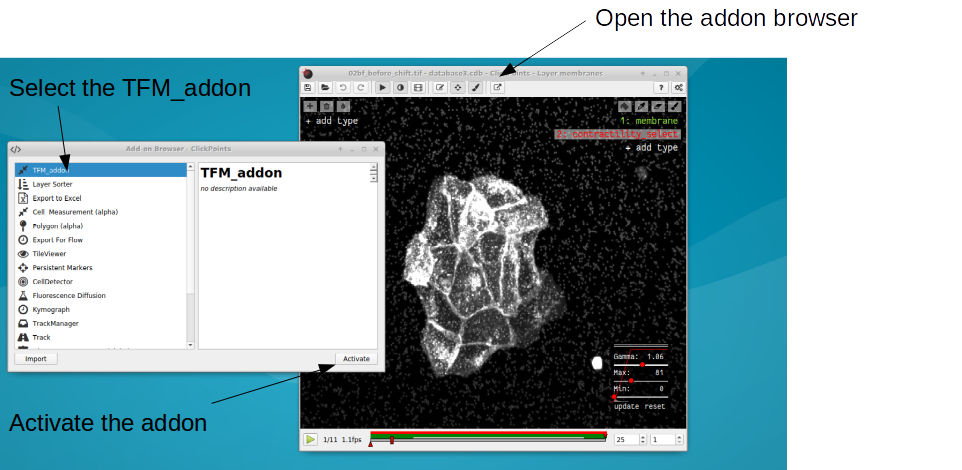 Open the addon browser
Select the TFM_addon
02bf_before_shift.tif - database3.cdb - ClickPoints - Layer membranes
?
+ add type
1: membrane
2: contractility_select
+ add type
</> Add-on Browser - ClickPoints
TFM_addon
Layer Sorter
Export to Excel
Cell Measurement (alpha)
Polygon (alpha)
Export For Flow
TileViewer
Persistent Markers
CellDetector
Fluorescence Diffusion
Kymograph
TrackManager
Track
TFM_addon
no description available
Import
Activate
Gamma: 1.06
Max: 81
Min: 0
update reset
Activate the addon
1/11 1.1fps
25
1